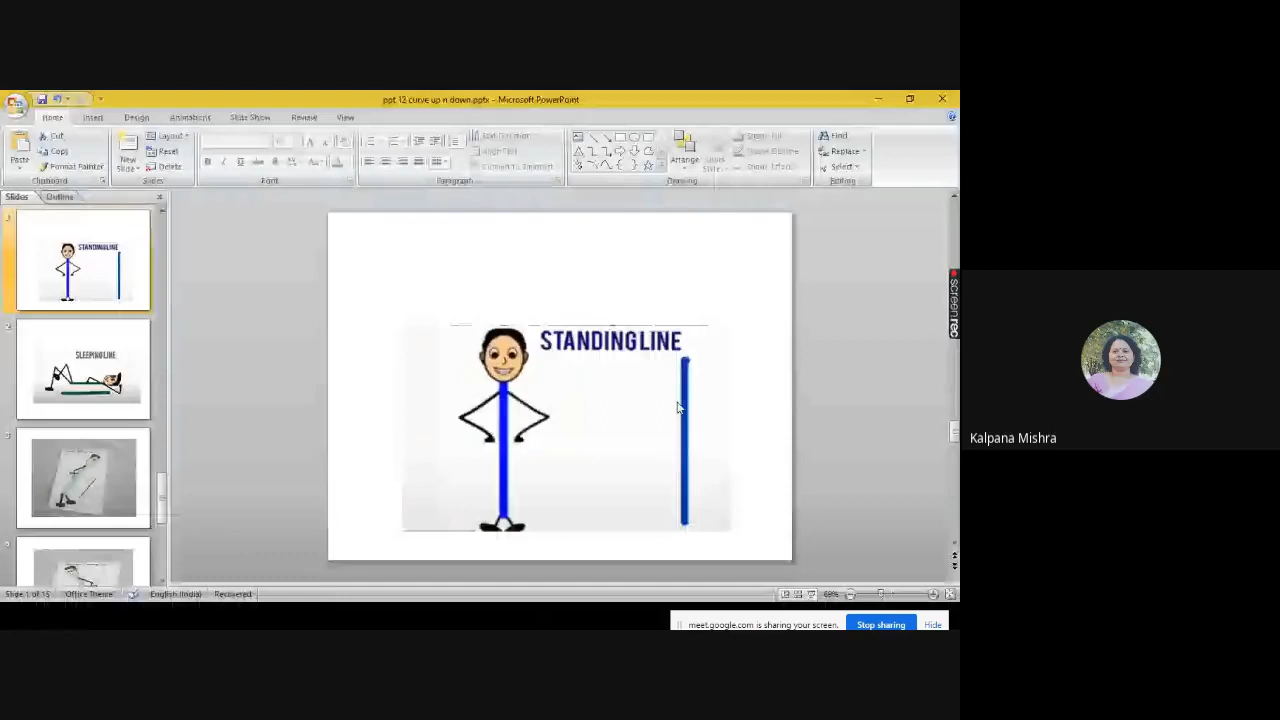 ppt 12 curve up n down.pptx - Microsoft PowerPoint
Home Insert Design Animations Slide Show Review View
Paste
Cut
Copy
Format Painter
Clipboard
New Slide
Layout
Reset
Delete
Slides
Font
Paragraph
Arrange
Drawing
Find
Replace
Select
Editing
Slides Outline
STANDINGLINE
SLEEPINGLINE
STANDINGLINE
screenrec
Kalpana Mishra
Slide 1 of 15 "Office Theme" English (India) Recovered 69%
meet.google.com is sharing your screen. Stop sharing Hide